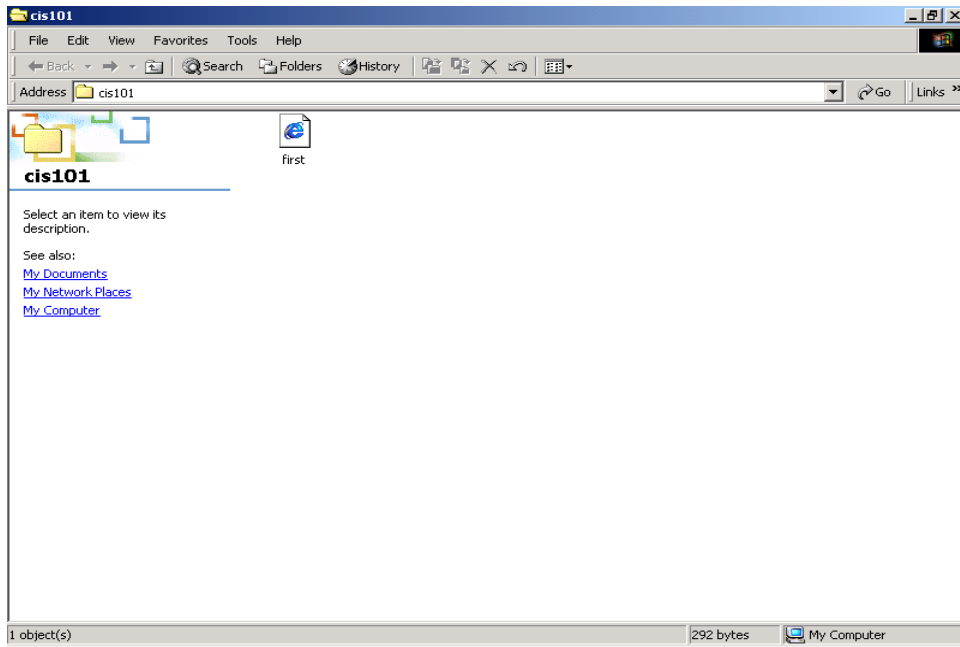 cis101
File Edit View Favorites Tools Help
Back Search Folders History
Address cis101 Go Links »
first
cis101
Select an item to view its
description.
See also:
My Documents
My Network Places
My Computer
1 object(s) 292 bytes My Computer